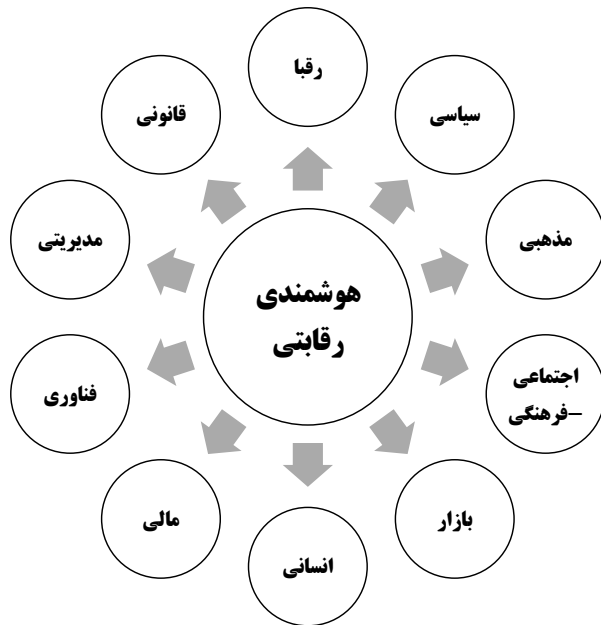 رقبا
سیاسی
مذهبی
اجتماعی
–فرهنگی
بازار
انسانی
مالی
فناوری
مدیریتی
قانونی
هوشمندی
رقابتی